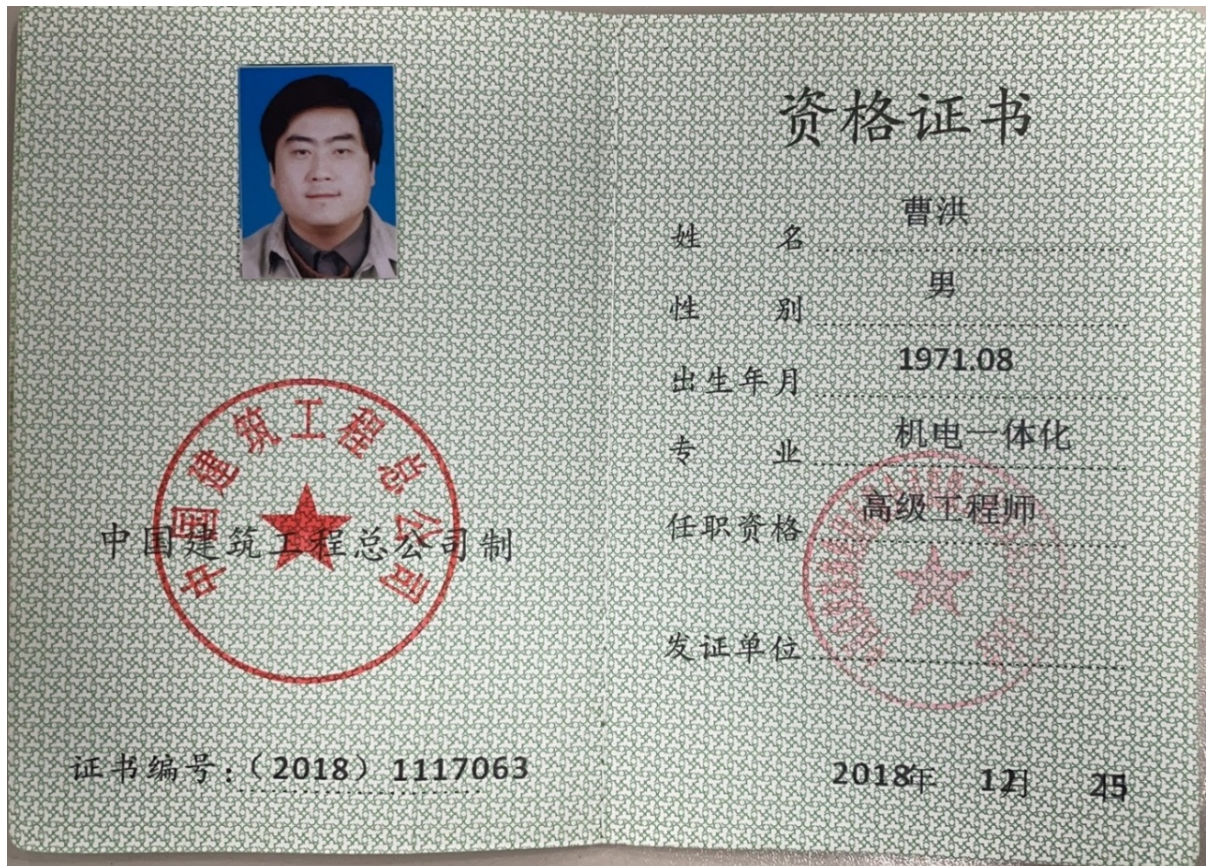 中国建筑工程总公司
中国建筑工程总公司制
证书编号:(2018)1117063
资格证书
姓名 曹洪
性别 男
出生年月 1971.08
专业 机电一体化
任职资格 高级工程师
发证单位
2018年 12月 25日